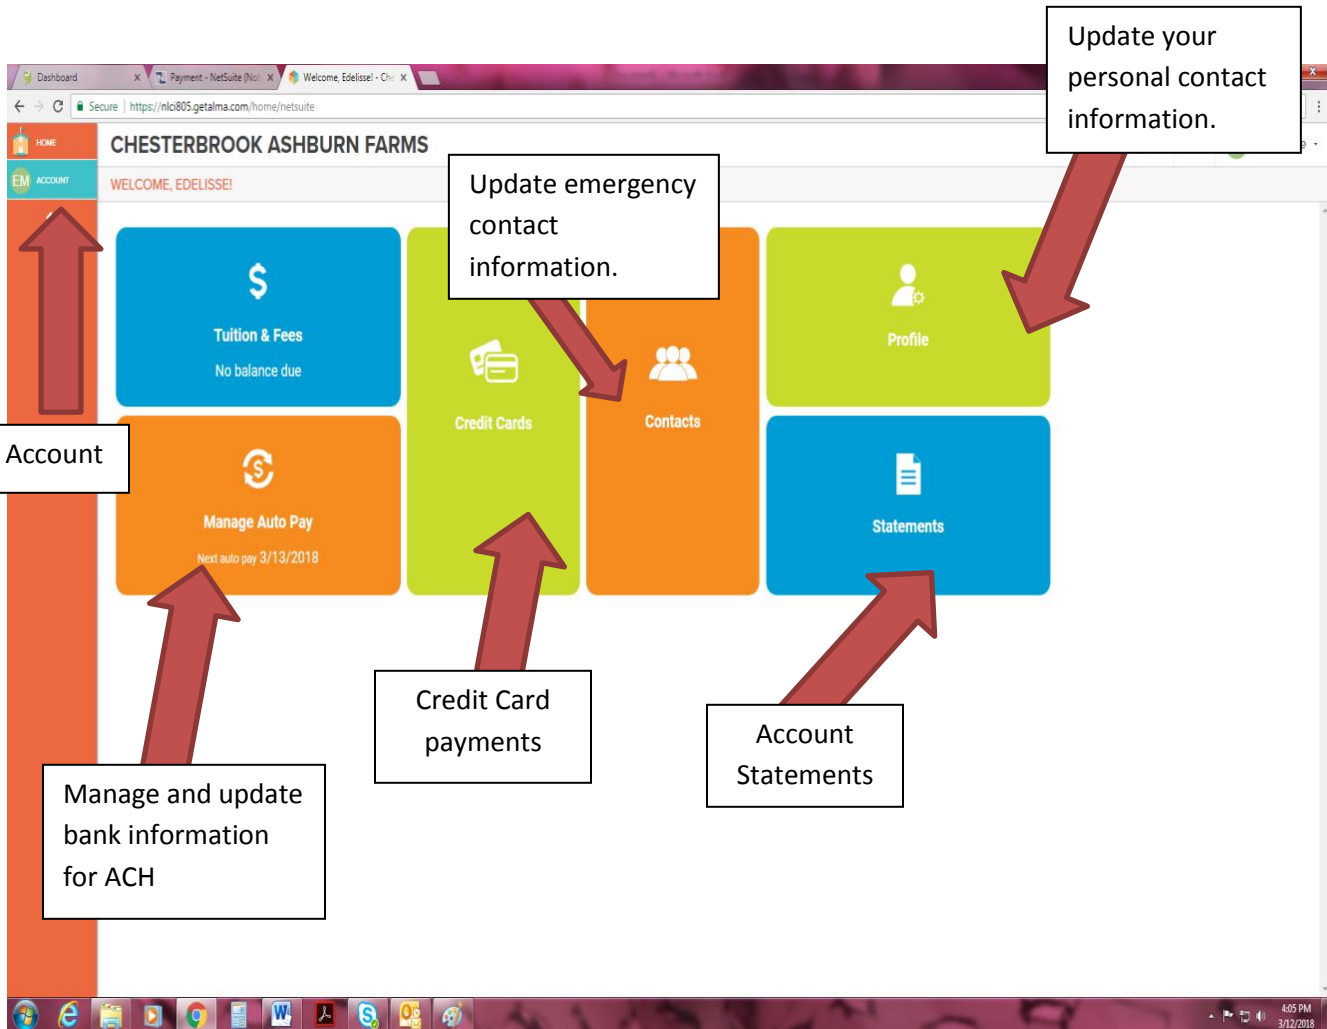 Update your
personal contact
information.
Dashboard
Payment - NetSuite (Nob
Welcome, Edelisse! - Che
Secure | https://nlci805.getalma.com/home/netsuite
HOME
CHESTERBROOK ASHBURN FARMS
EM ACCOUNT
WELCOME, EDELISSE!
Update emergency
contact
information.
$
Tuition & Fees
No balance due
Credit Cards
Contacts
Profile
Account
$
Manage Auto Pay
Next auto pay 3/13/2018
Statements
Credit Card
payments
Account
Statements
Manage and update
bank information
for ACH
4:05 PM
3/12/2018